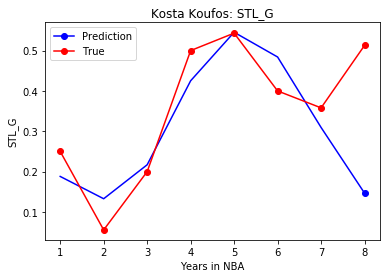 Kosta Koufos: STL_G
Prediction
True
STL_G
0.5
0.4
0.3
0.2
0.1
1 2 3 4 5 6 7 8
Years in NBA